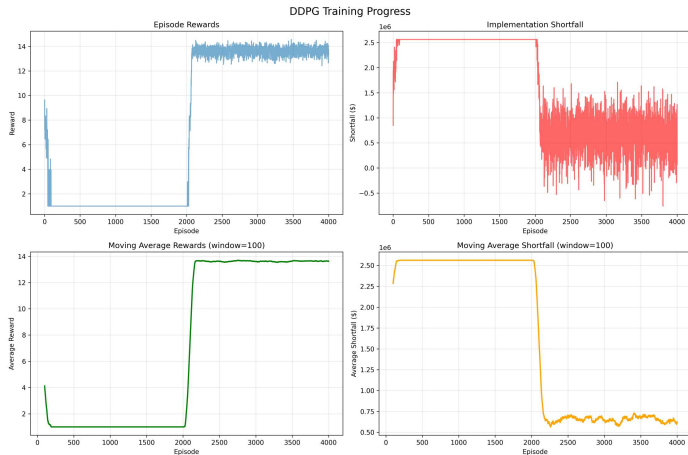 DDPG Training Progress
Episode Rewards
Implementation Shortfall
1e6
14
12
10
8
6
4
2
Reward
0 500 1000 1500 2000 2500 3000 3500 4000
Episode
2.5
2.0
1.5
1.0
0.5
0.0
−0.5
Shortfall ($)
0 500 1000 1500 2000 2500 3000 3500 4000
Episode
Moving Average Rewards (window=100)
Moving Average Shortfall (window=100)
1e6
14
12
10
8
6
4
2
Average Reward
0 500 1000 1500 2000 2500 3000 3500 4000
Episode
2.50
2.25
2.00
1.75
1.50
1.25
1.00
0.75
0.50
Average Shortfall ($)
0 500 1000 1500 2000 2500 3000 3500 4000
Episode